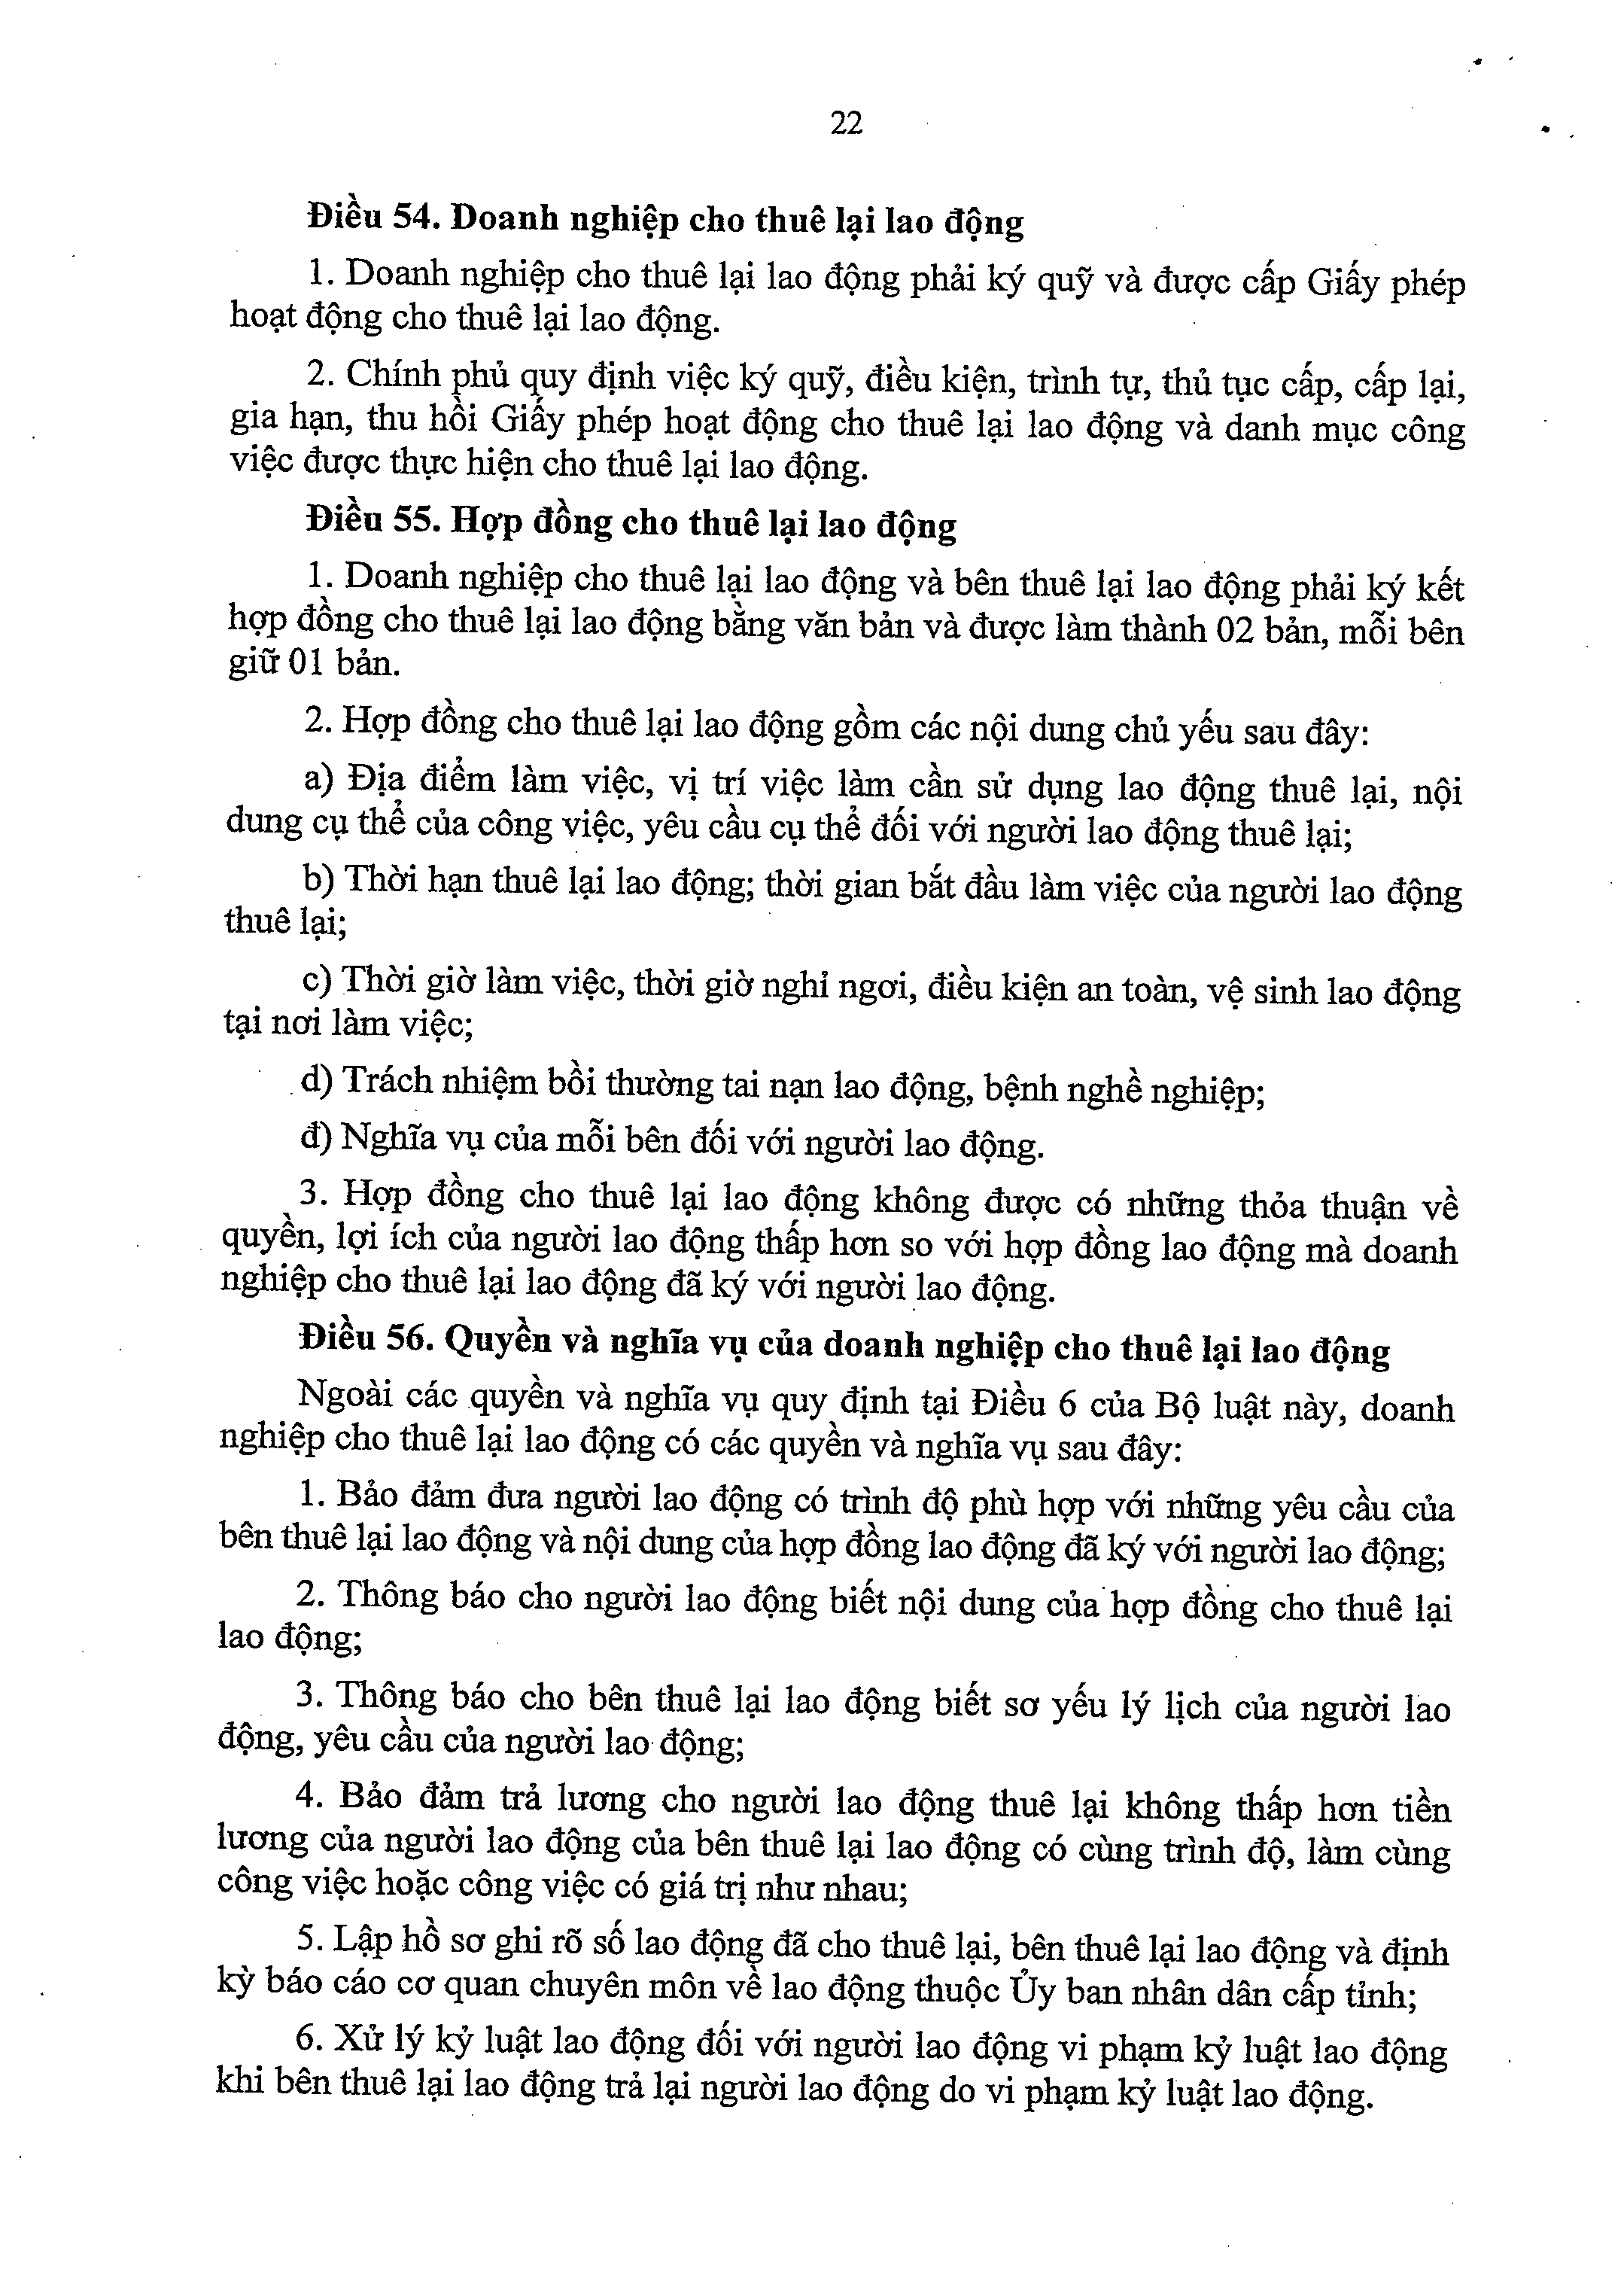 22
Điều 54. Doanh nghiệp cho thuê lại lao động
1. Doanh nghiệp cho thuê lại lao động phải ký quỹ và được cấp Giấy phép
hoạt động cho thuê lại lao động.
2. Chính phủ quy định việc ký quỹ, điều kiện, trình tự, thủ tục cấp, cấp lại,
gia hạn, thu hồi Giấy phép hoạt động cho thuê lại lao động và danh mục công
việc được thực hiện cho thuê lại lao động.
Điều 55. Hợp đồng cho thuê lại lao động
1. Doanh nghiệp cho thuê lại lao động và bên thuê lại lao động phải ký kết
hợp đồng cho thuê lại lao động bằng văn bản và được làm thành 02 bản, mỗi bên
giữ 01 bản.
2. Hợp đồng cho thuê lại lao động gồm các nội dung chủ yếu sau đây:
a) Địa điểm làm việc, vị trí việc làm cần sử dụng lao động thuê lại, nội
dung cụ thể của công việc, yêu cầu cụ thể đối với người lao động thuê lại;
b) Thời hạn thuê lại lao động; thời gian bắt đầu làm việc của người lao động
thuê lại;
c) Thời giờ làm việc, thời giờ nghỉ ngơi, điều kiện an toàn, vệ sinh lao động
tại nơi làm việc;
d) Trách nhiệm bồi thường tai nạn lao động, bệnh nghề nghiệp;
đ) Nghĩa vụ của mỗi bên đối với người lao động.
3. Hợp đồng cho thuê lại lao động không được có những thỏa thuận về
quyền, lợi ích của người lao động thấp hơn so với hợp đồng lao động mà doanh
nghiệp cho thuê lại lao động đã ký với người lao động.
Điều 56. Quyền và nghĩa vụ của doanh nghiệp cho thuê lại lao động
Ngoài các quyền và nghĩa vụ quy định tại Điều 6 của Bộ luật này, doanh
nghiệp cho thuê lại lao động có các quyền và nghĩa vụ sau đây:
1. Bảo đảm đưa người lao động có trình độ phù hợp với những yêu cầu của
bên thuê lại lao động và nội dung của hợp đồng lao động đã ký với người lao động;
2. Thông báo cho người lao động biết nội dung của hợp đồng cho thuê lại
lao động;
3. Thông báo cho bên thuê lại lao động biết sơ yếu lý lịch của người lao
động, yêu cầu của người lao động;
4. Bảo đảm trả lương cho người lao động thuê lại không thấp hơn tiền
lương của người lao động của bên thuê lại lao động có cùng trình độ, làm cùng
công việc hoặc công việc có giá trị như nhau;
5. Lập hồ sơ ghi rõ số lao động đã cho thuê lại, bên thuê lại lao động và định
kỳ báo cáo cơ quan chuyên môn về lao động thuộc Ủy ban nhân dân cấp tỉnh;
6. Xử lý kỷ luật lao động đối với người lao động vi phạm kỷ luật lao động
khi bên thuê lại lao động trả lại người lao động do vi phạm kỷ luật lao động.